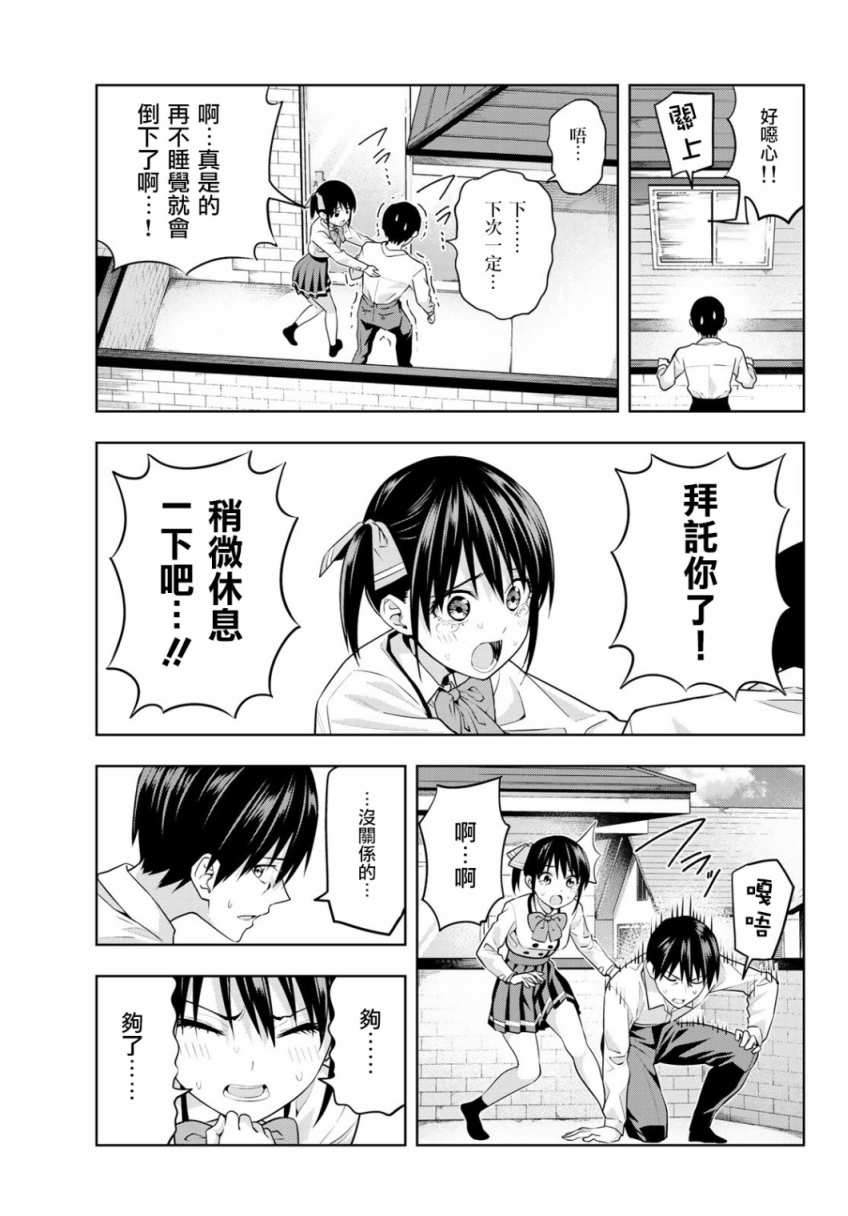 好噁心!!
關上
唔…
下……
下次一定…
啊…真是的
再不睡覺就會
倒下了啊…!
拜託你了!
稍微休息
一下吧…!!
嘎唔
啊…啊
…沒關係的…
夠……
夠了……